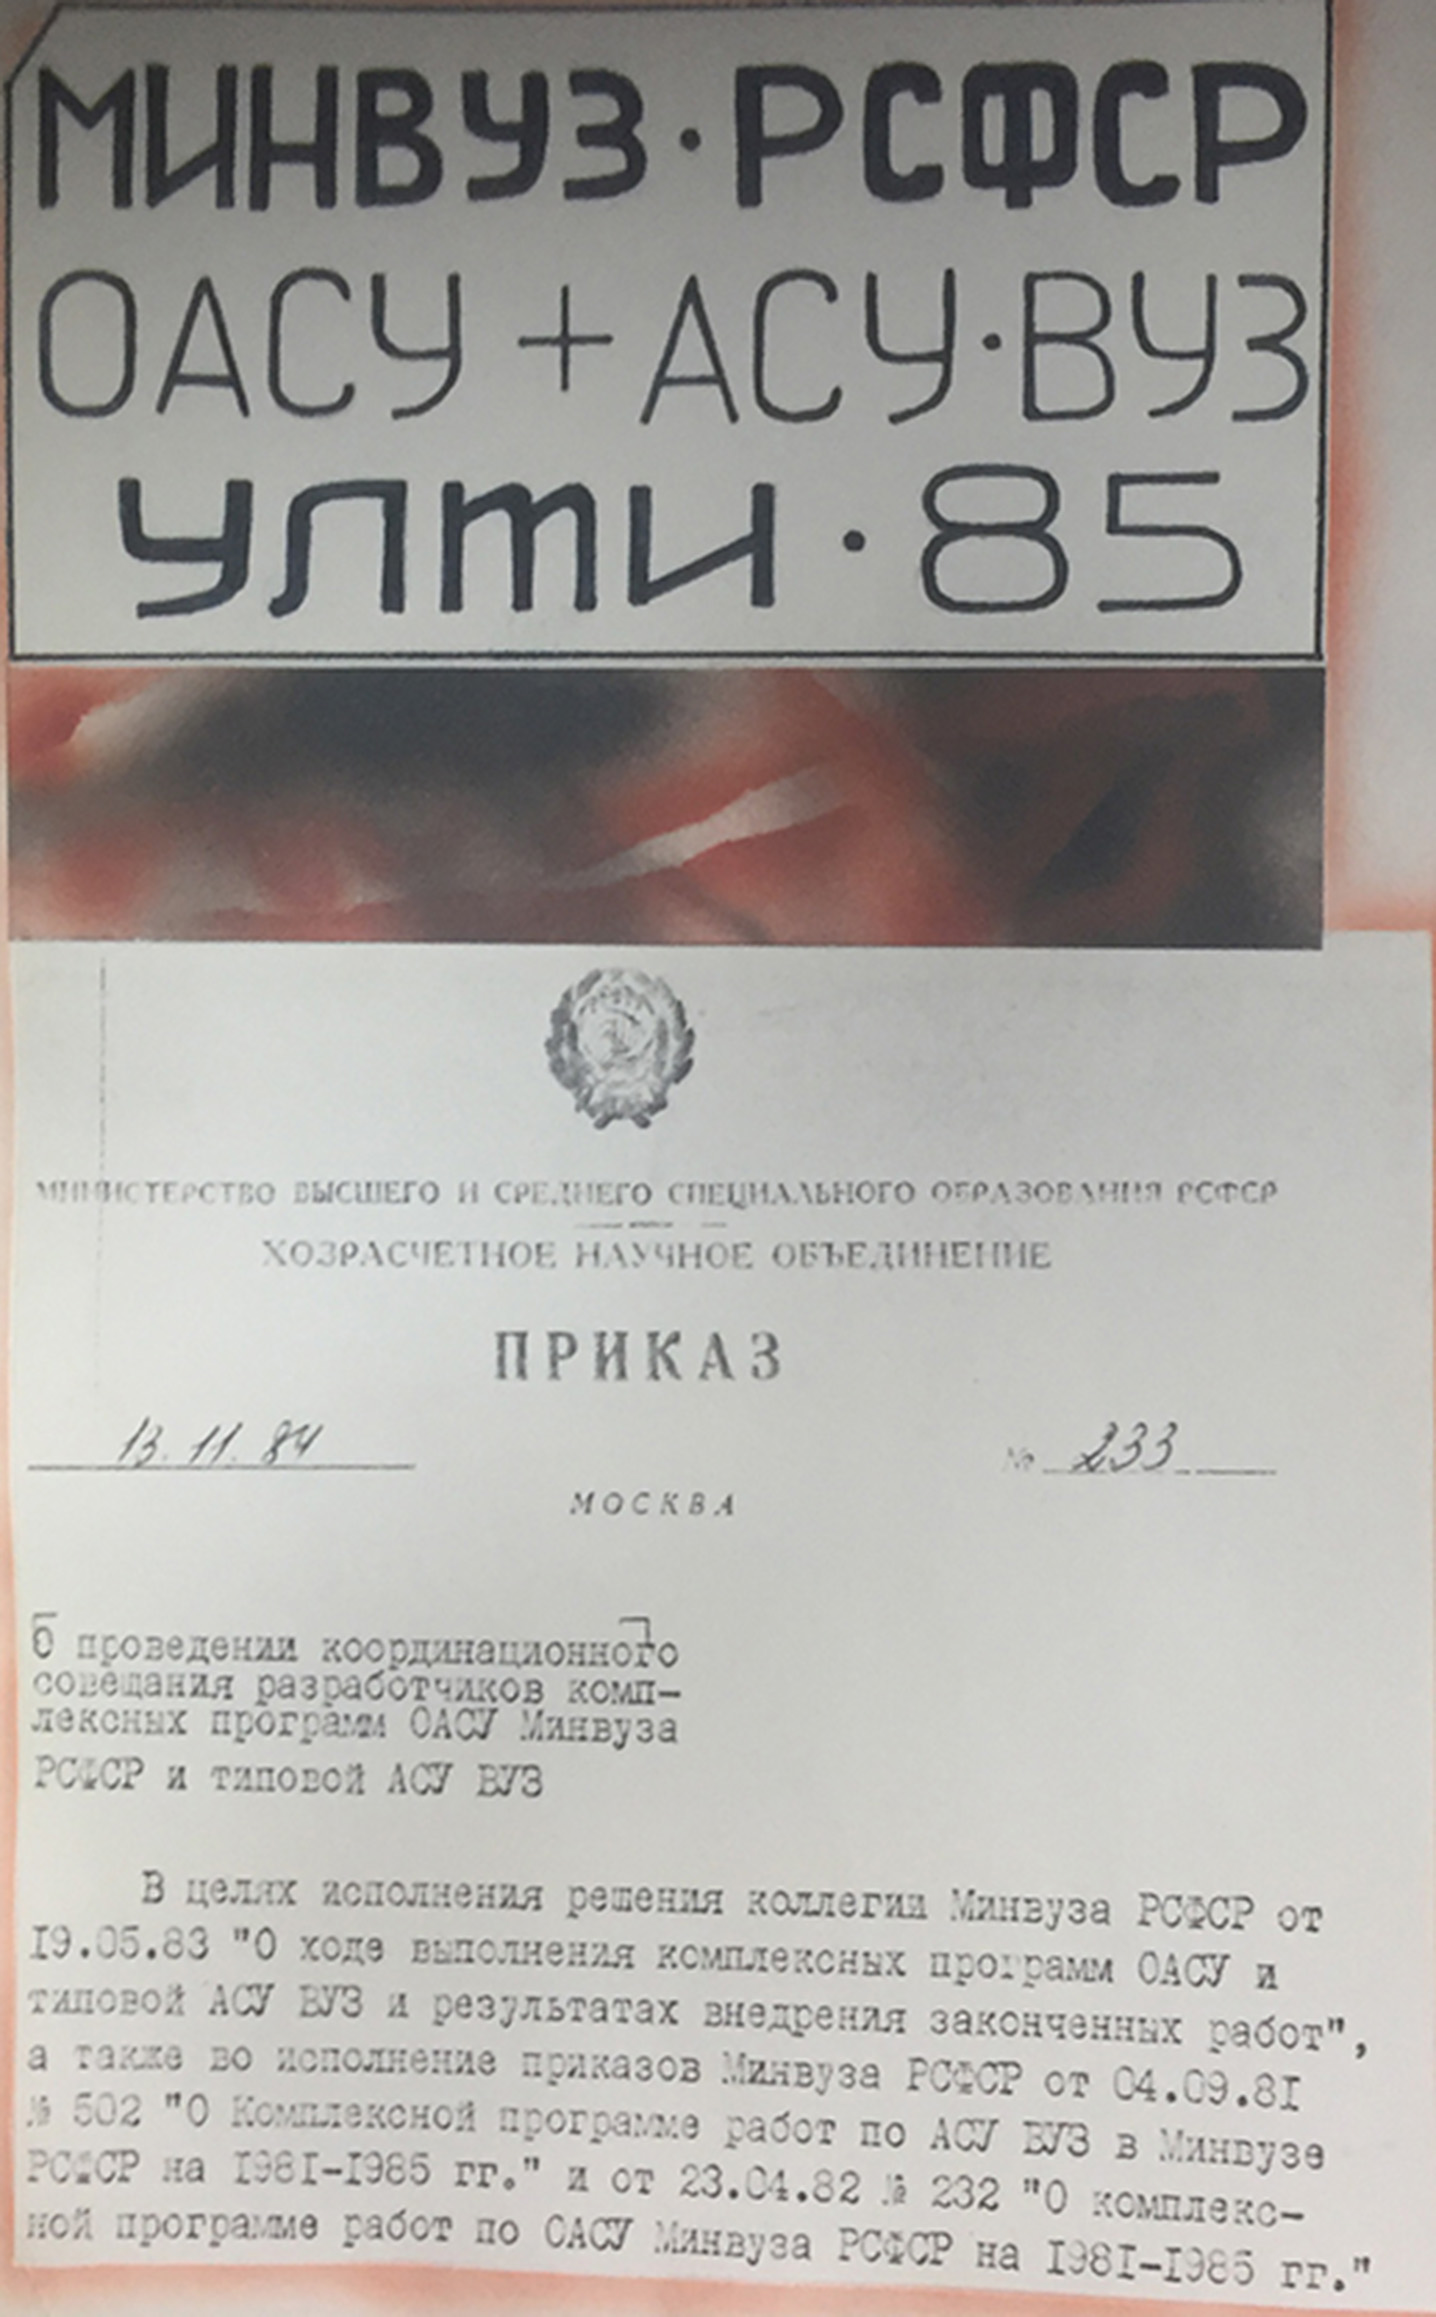 МИНВУЗ·РСФСР
ОАСУ+АСУ·ВУЗ
УЛТИ·85
МИНИСТЕРСТВО ВЫСШЕГО И СРЕДНЕГО СПЕЦИАЛЬНОГО ОБРАЗОВАНИЯ РСФСР
ХОЗРАСЧЕТНОЕ НАУЧНОЕ ОБЪЕДИНЕНИЕ
ПРИКАЗ
13.11.84 № 233
МОСКВА
О проведении координационного
совещания разработчиков комп-
лексных программ ОАСУ Минвуза
РСФСР и типовой АСУ ВУЗ
В целях исполнения решения коллегии Минвуза РСФСР от
19.05.83 "О ходе выполнения комплексных программ ОАСУ и
типовой АСУ ВУЗ и результатах внедрения законченных работ",
а также во исполнение приказов Минвуза РСФСР от 04.09.81
№ 502 "О Комплексной программе работ по АСУ ВУЗ в Минвузе
РСФСР на 1981-1985 гг." и от 23.04.82 № 232 "О комплекс-
ной программе работ по ОАСУ Минвуза РСФСР на 1981-1985 гг."